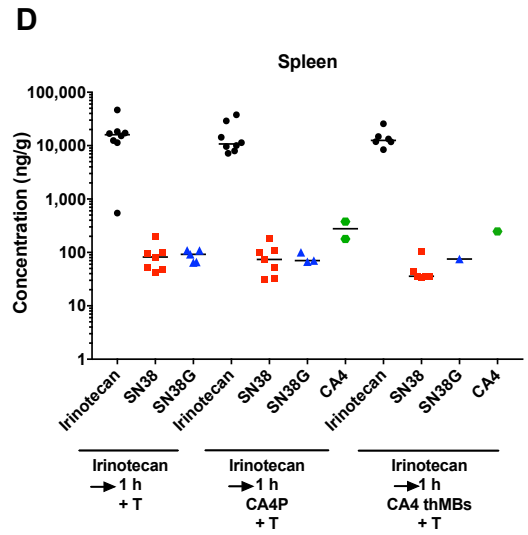 D
Spleen
Concentration (ng/g)
100,000
10,000
1,000
100
10
1
Irinotecan
SN38
SN38G
Irinotecan
SN38
SN38G
CA4
Irinotecan
SN38
SN38G
CA4
Irinotecan
→ 1 h
+ T
Irinotecan
→ 1 h
CA4P
+ T
Irinotecan
→ 1 h
CA4 thMBs
+ T